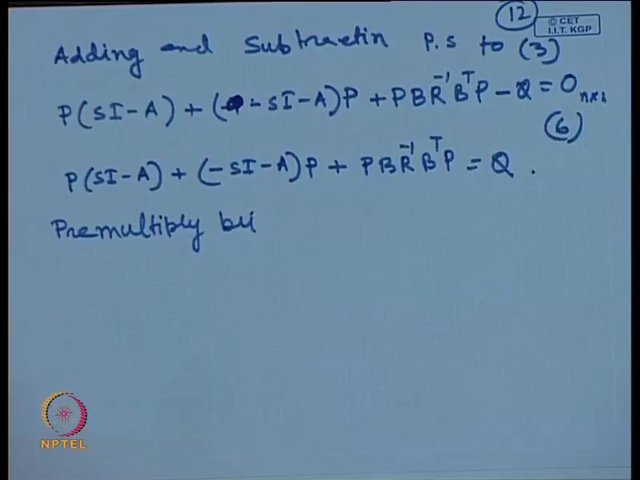 12
© CET
I.I.T. KGP
Adding and Subtractin P.S to (3)
P(SI-A) + (-SI-A)P + PBR⁻¹BᵀP - Q = 0ₙₓₙ
(6)
P(SI-A) + (-SI-A)P + PBR⁻¹BᵀP = Q .
Premultiply by
NPTEL